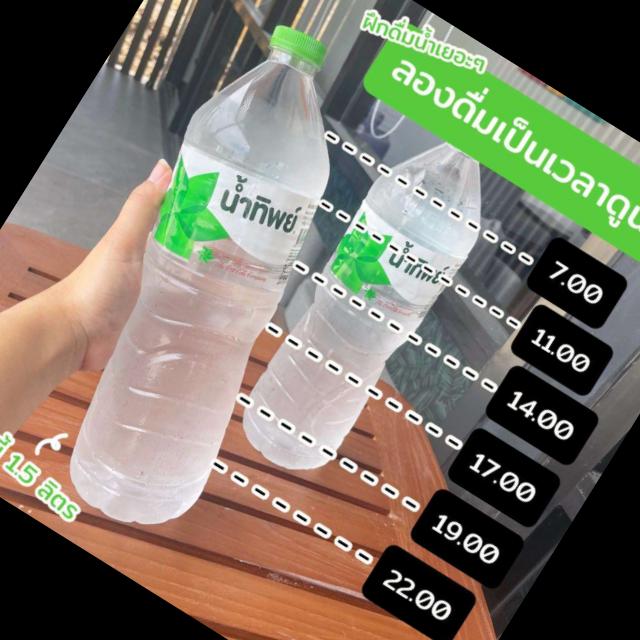 ฝึกดื่มน้ำเยอะๆ
ลองดื่มเป็นเวลาดู
น้ำทิพย์
น้ำทิพย์
7.00
11.00
14.00
17.00
19.00
22.00
1.5 ลิตร